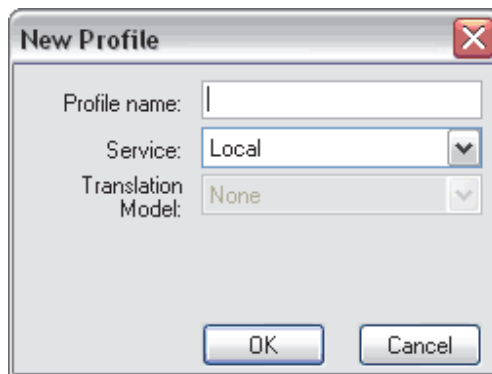 New Profile
Profile name:
Service: Local
Translation
Model: None
OK Cancel